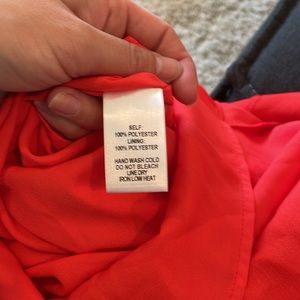 SELF:
100% POLYESTER
LINING:
100% POLYESTER
HAND WASH COLD
DO NOT BLEACH
LINE DRY
IRON LOW HEAT